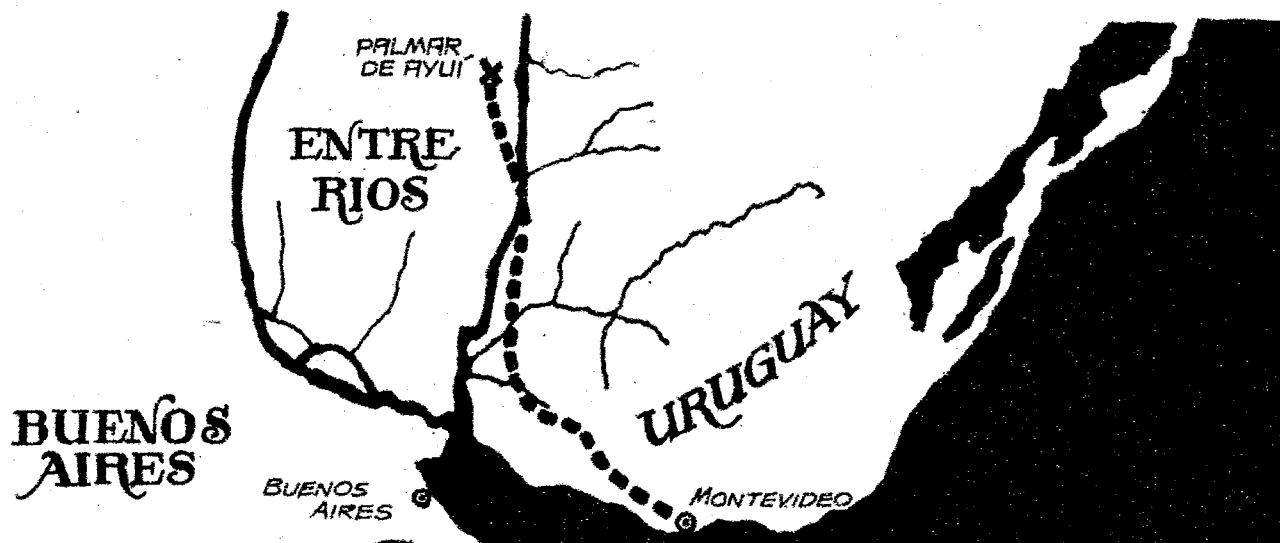 PALMAR
DE AYUÍ
ENTRE
RIOS
URUGUAY
BUENOS
AIRES
BUENOS
AIRES
MONTEVIDEO